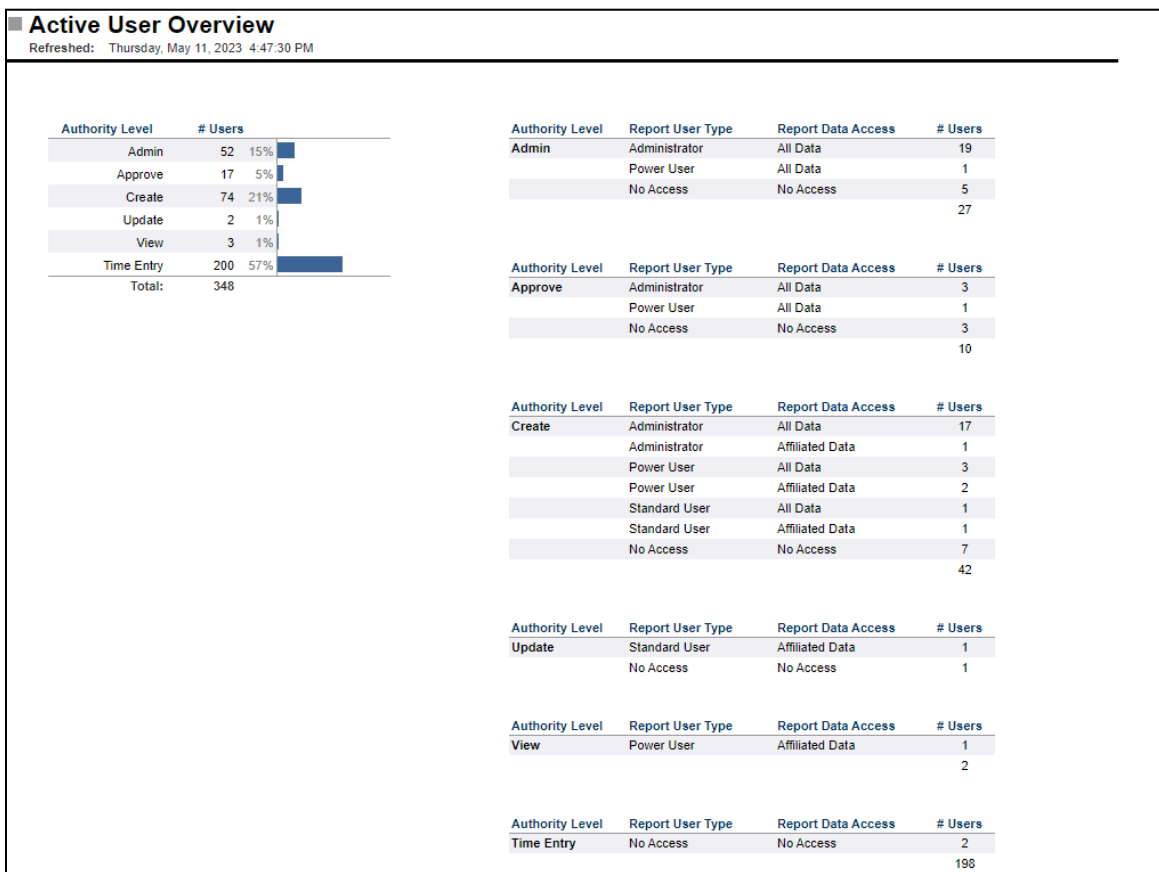 Active User Overview
Refreshed: Thursday, May 11, 2023 4:47:30 PM
Authority Level # Users
Admin 52 15%
Approve 17 5%
Create 74 21%
Update 2 1%
View 3 1%
Time Entry 200 57%
Total: 348
Authority Level Report User Type Report Data Access # Users
Admin Administrator All Data 19
Power User All Data 1
No Access No Access 5
27
Authority Level Report User Type Report Data Access # Users
Approve Administrator All Data 3
Power User All Data 1
No Access No Access 3
10
Authority Level Report User Type Report Data Access # Users
Create Administrator All Data 17
Administrator Affiliated Data 1
Power User All Data 3
Power User Affiliated Data 2
Standard User All Data 1
Standard User Affiliated Data 1
No Access No Access 7
42
Authority Level Report User Type Report Data Access # Users
Update Standard User Affiliated Data 1
No Access No Access 1
Authority Level Report User Type Report Data Access # Users
View Power User Affiliated Data 1
2
Authority Level Report User Type Report Data Access # Users
Time Entry No Access No Access 2
198